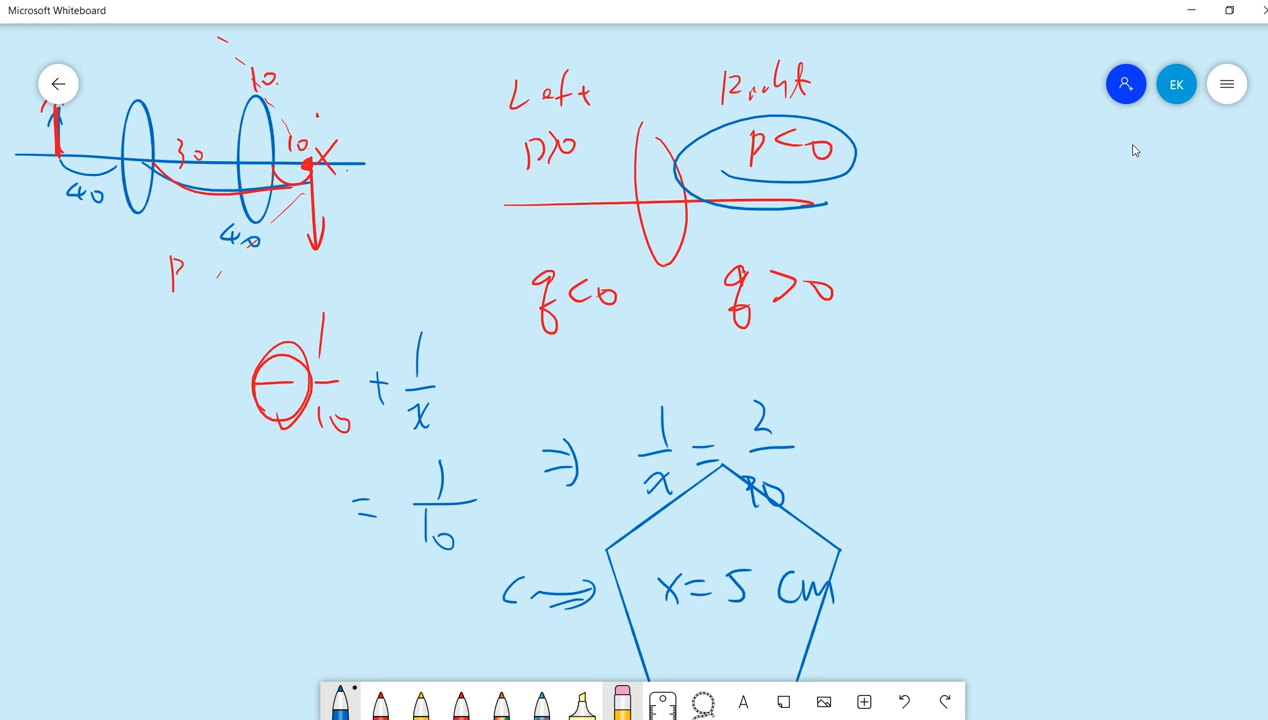 Microsoft Whiteboard
EK
10
10
X
30
40
40
P
Left
Right
p>0
p<0
q<0
q>0
- 1/10 + 1/x
= 1/10
⇒ 1/x = 2/10
⇒ x = 5 cm
A